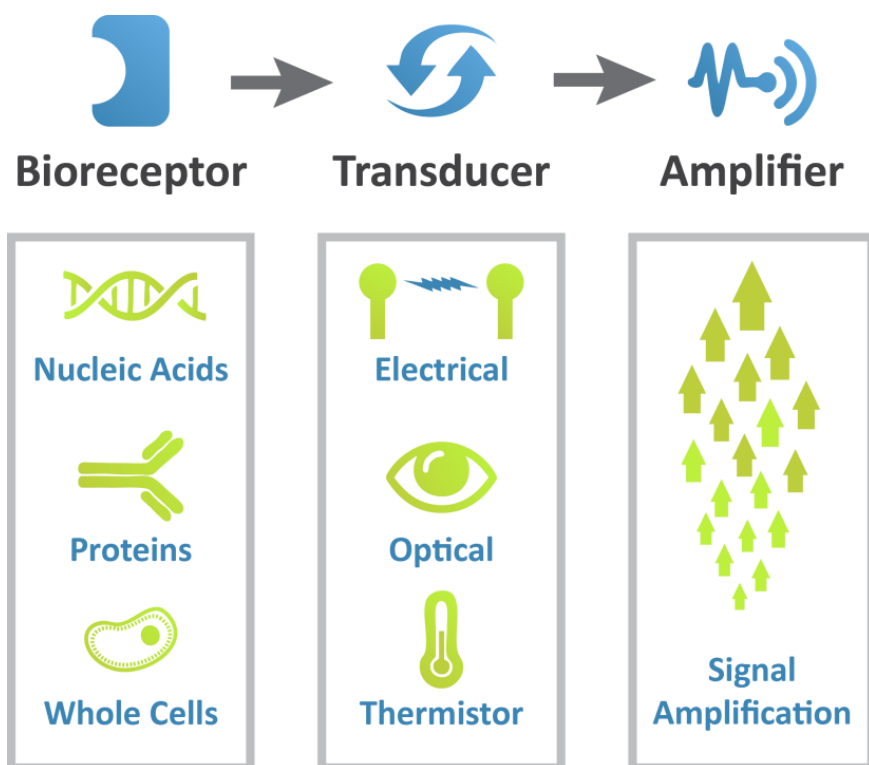 Bioreceptor
Transducer
Amplifier
Nucleic Acids
Proteins
Whole Cells
Electrical
Optical
Thermistor
Signal
Amplification